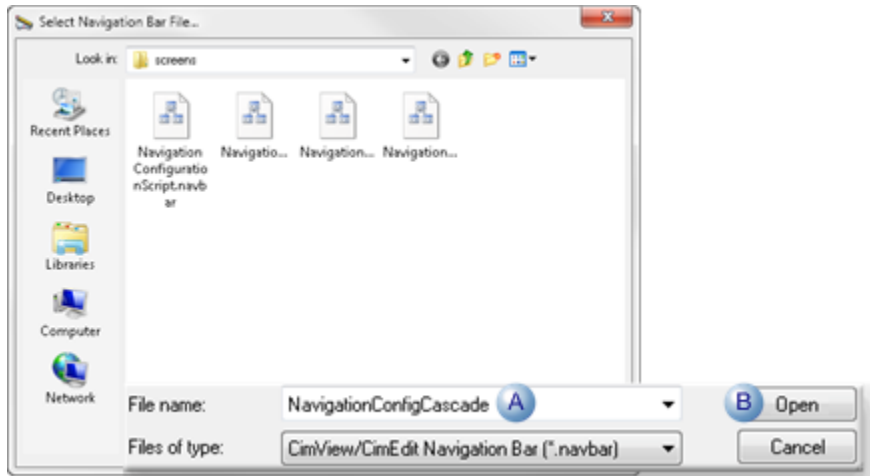 Select Navigation Bar File...
Look in:
screens
Recent Places
Desktop
Libraries
Computer
Network
Navigation
Configuratio
nScript.navb
ar
Navigatio...
Navigation...
Navigation...
File name:
NavigationConfigCascade A
B Open
Files of type:
CimView/CimEdit Navigation Bar (*.navbar)
Cancel